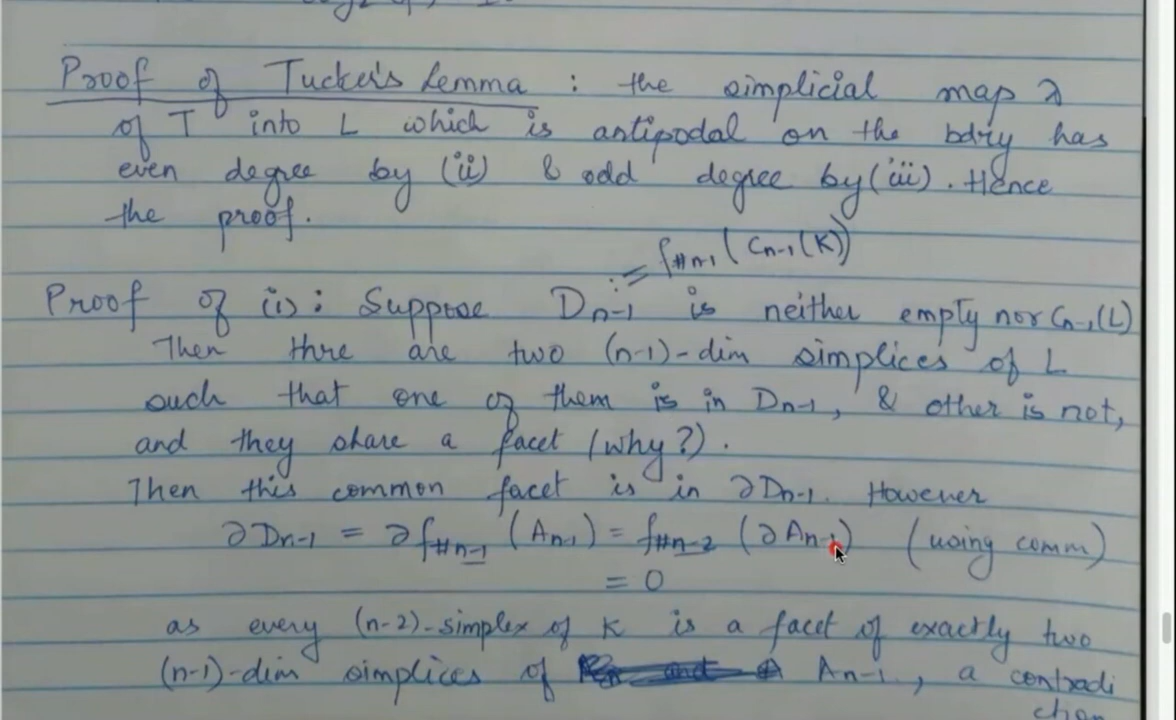 Proof of Tucker's Lemma : the simplicial map λ
of T into L which is antipodal on the bdry has
even degree by (ii) & odd degree by (iii). Hence
the proof.
:= f#n-1 (Cn-1(K))
Proof of (i) : Suppose Dn-1 is neither empty nor Cn-1(L)
Then thre are two (n-1)-dim simplices of L
such that one of them is in Dn-1, & other is not,
and they share a facet (why?).
Then this common facet is in ∂Dn-1. However
∂Dn-1 = ∂f#n-1 (An-1) = f#n-2 (∂An-1) (using comm)
= 0
as every (n-2)-simplex of K is a facet of exactly two
(n-1)-dim simplices of An-1, a contradi
ction